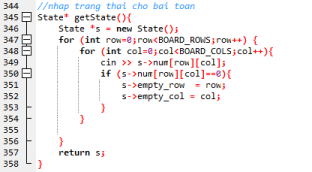 344 //nhap trang thai cho bai toan
345 State* getState(){
346 State *s = new State();
347 for (int row=0;row<BOARD_ROWS;row++) {
348 for (int col=0;col<BOARD_COLS;col++){
349 cin >> s->num[row][col];
350 if (s->num[row][col]==0){
351 s->empty_row = row;
352 s->empty_col = col;
353 }
354 }
355
356 }
357 return s;
358 }